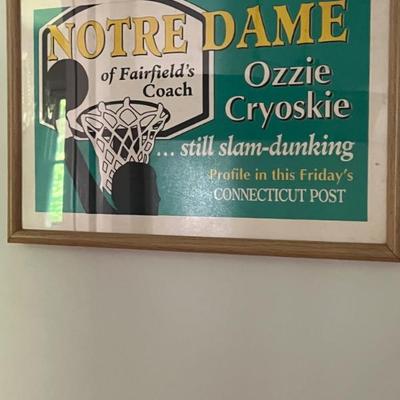 NOTRE DAME
of Fairfield's
Coach
Ozzie
Cryoskie
... still slam-dunking
Profile in this Friday's
CONNECTICUT POST